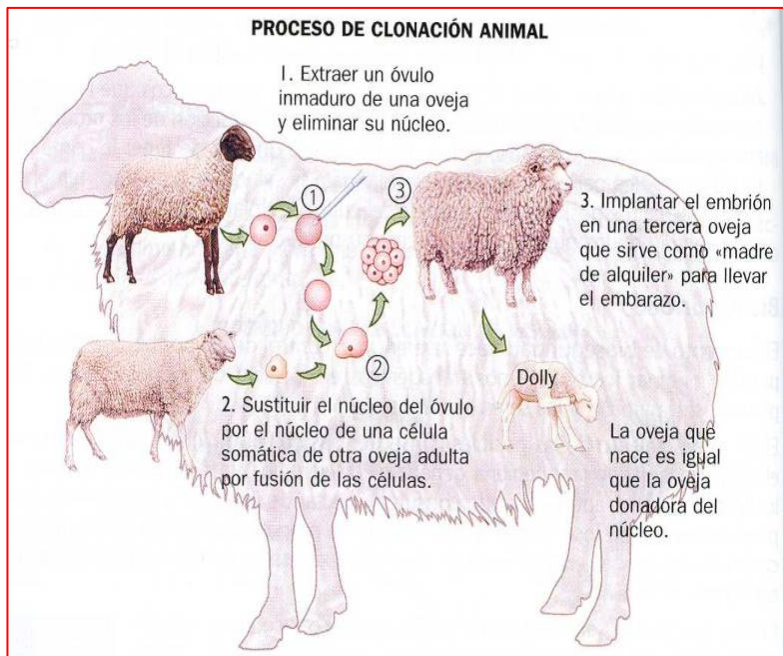 PROCESO DE CLONACIÓN ANIMAL
1. Extraer un óvulo
inmaduro de una oveja
y eliminar su núcleo.
1
3
3. Implantar el embrión
en una tercera oveja
que sirve como «madre
de alquiler» para llevar
el embarazo.
2
2. Sustituir el núcleo del óvulo
por el núcleo de una célula
somática de otra oveja adulta
por fusión de las células.
Dolly
La oveja que
nace es igual
que la oveja
donadora del
núcleo.